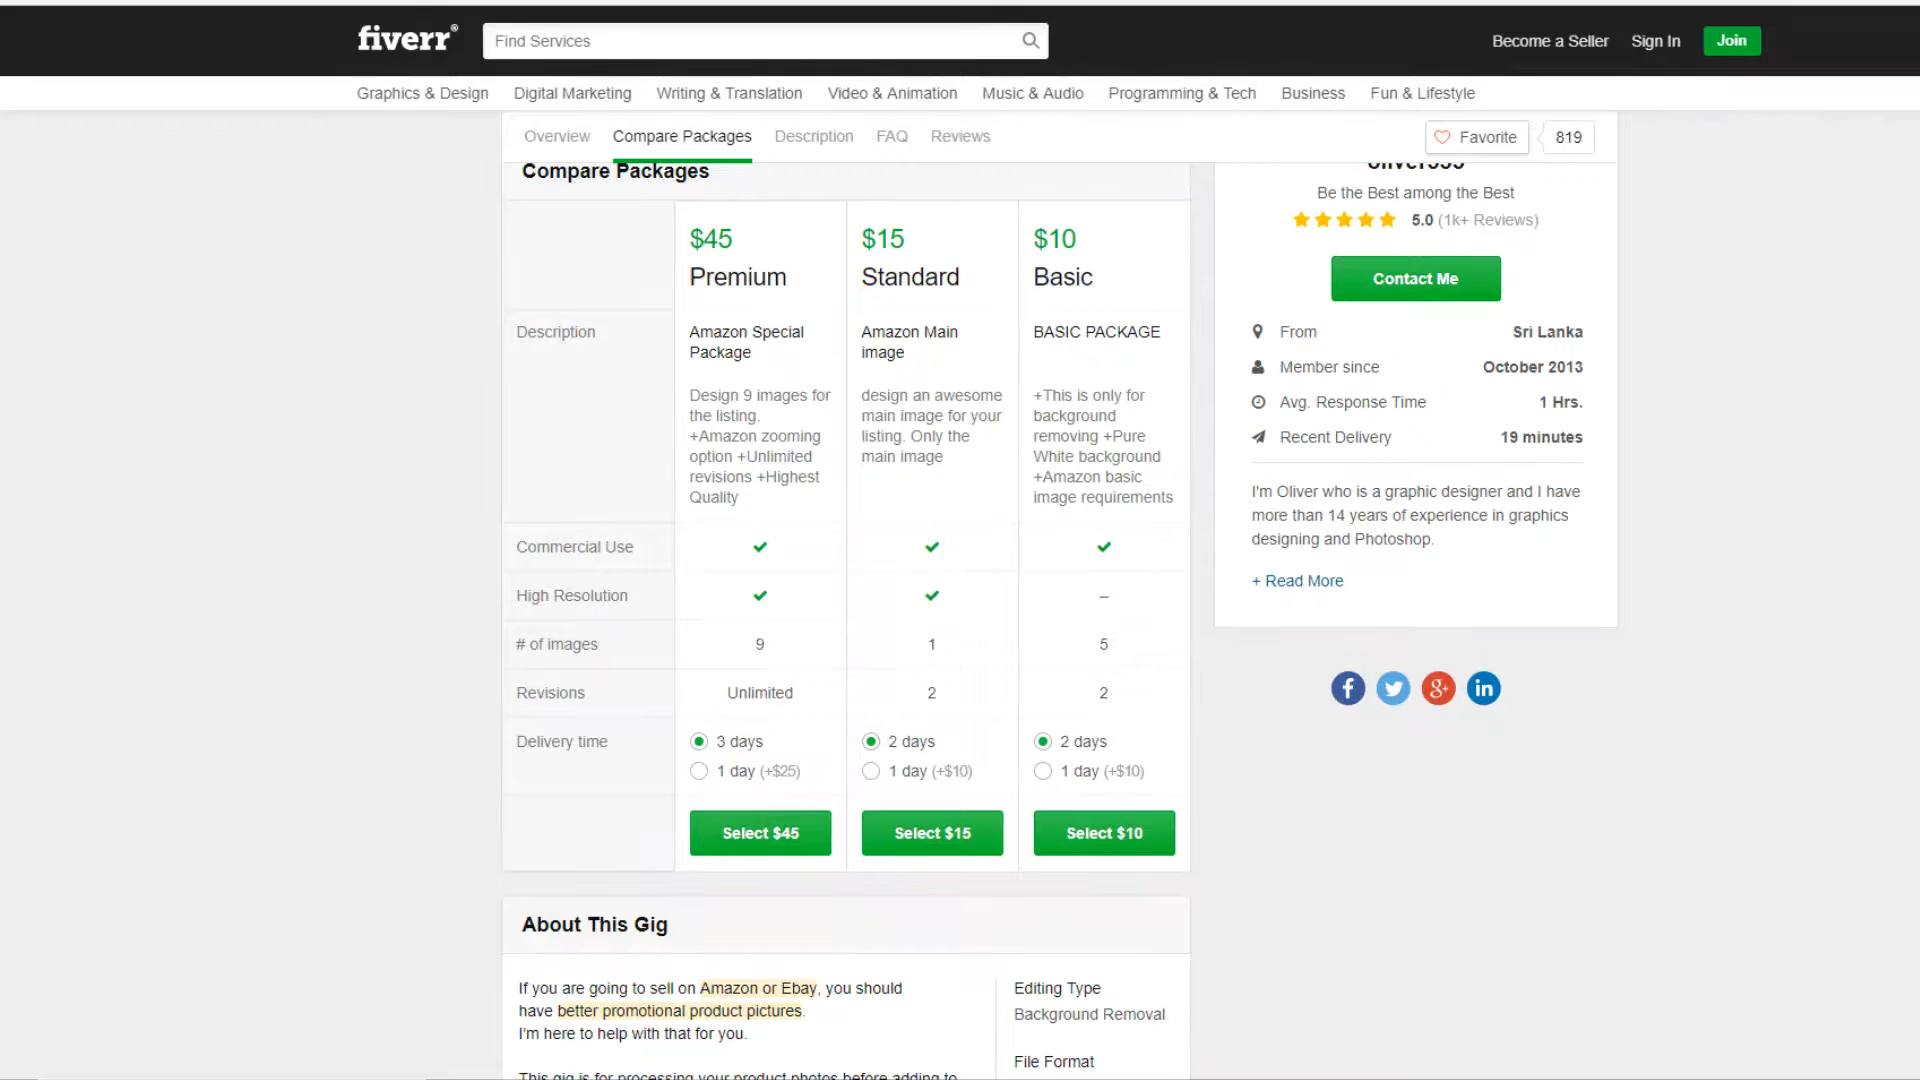 fiverr®
Find Services
Become a Seller
Sign In
Join
Graphics & Design
Digital Marketing
Writing & Translation
Video & Animation
Music & Audio
Programming & Tech
Business
Fun & Lifestyle
Overview
Compare Packages
Description
FAQ
Reviews
Favorite
819
Compare Packages
$45
Premium
$15
Standard
$10
Basic
Description
Amazon Special
Package
Design 9 images for
the listing.
+Amazon zooming
option +Unlimited
revisions +Highest
Quality
Amazon Main
image
design an awesome
main image for your
listing. Only the
main image
BASIC PACKAGE
+This is only for
background
removing +Pure
White background
+Amazon basic
image requirements
Commercial Use
High Resolution
–
# of images
9
1
5
Revisions
Unlimited
2
2
Delivery time
3 days
1 day (+$25)
2 days
1 day (+$10)
2 days
1 day (+$10)
Select $45
Select $15
Select $10
Be the Best among the Best
5.0 (1k+ Reviews)
Contact Me
From
Sri Lanka
Member since
October 2013
Avg. Response Time
1 Hrs.
Recent Delivery
19 minutes
I'm Oliver who is a graphic designer and I have
more than 14 years of experience in graphics
designing and Photoshop.
+ Read More
f
g+
in
About This Gig
If you are going to sell on Amazon or Ebay, you should
have better promotional product pictures.
I'm here to help with that for you.
This gig is for processing your product photos before adding to
Editing Type
Background Removal
File Format